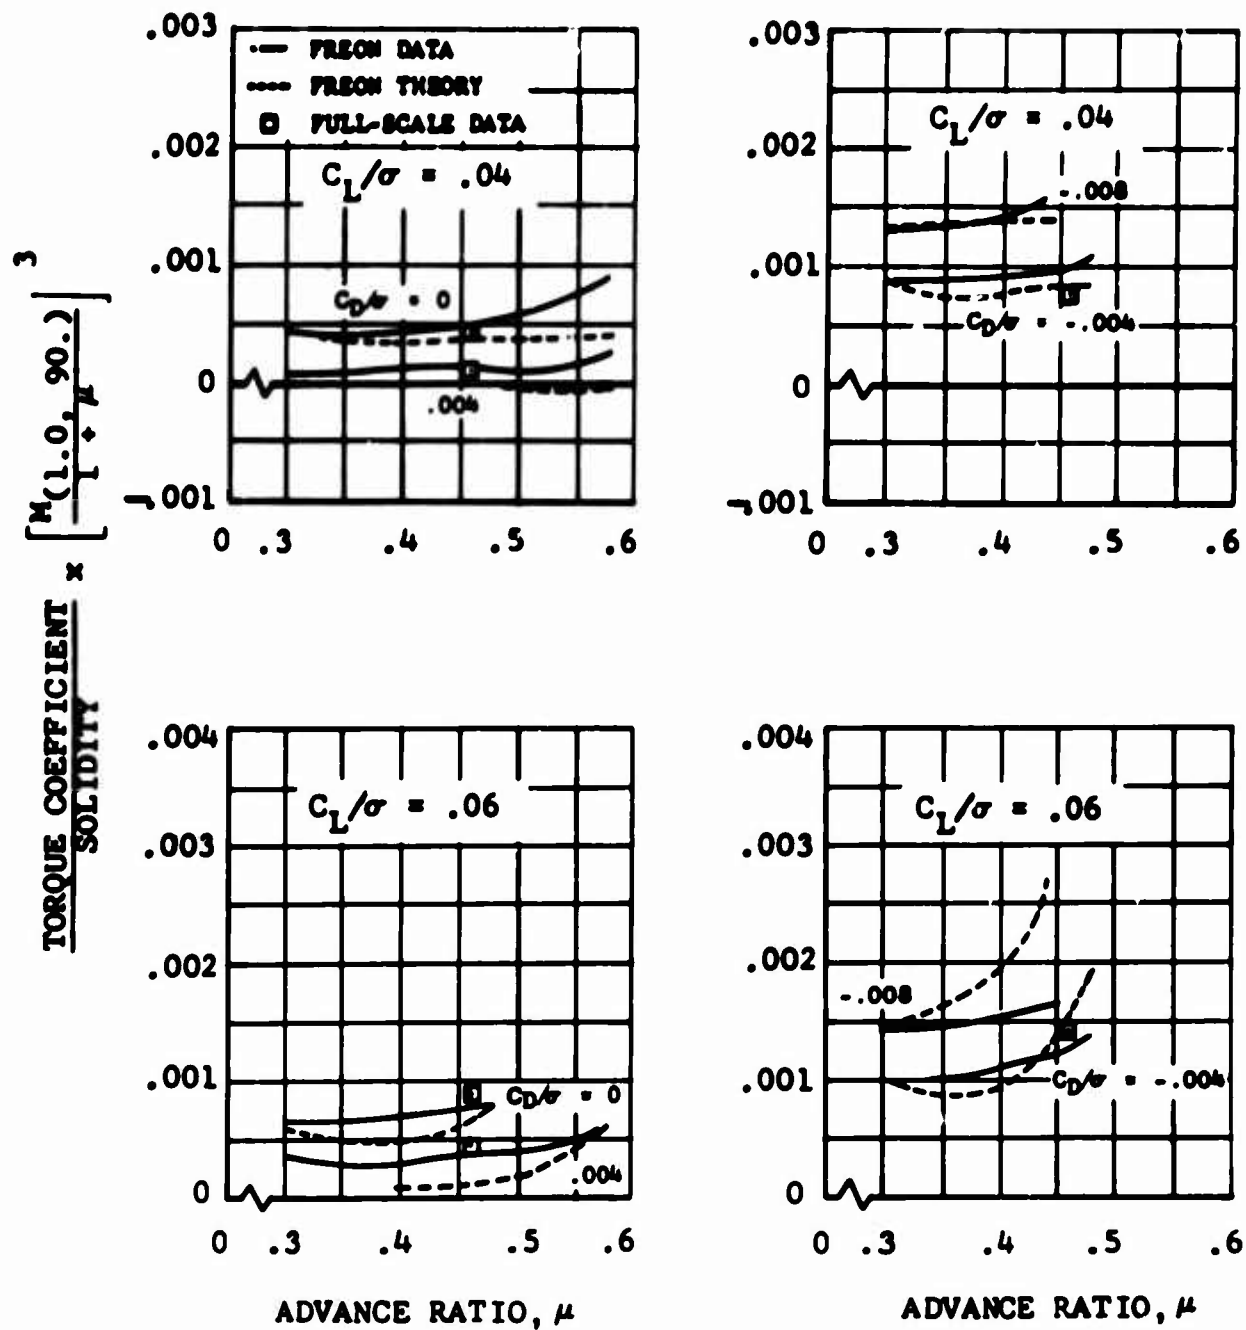 TORQUE COEFFICIENT
SOLIDITY
x [M(1.0, 90.) / 1 + μ]³
.003
.002
.001
0
-.001
FREON DATA
FREON THEORY
FULL-SCALE DATA
C_L/σ = .04
C_D/σ = 0
.004
0 .3 .4 .5 .6
.003
.002
.001
0
-.001
C_L/σ = .04
-.008
C_D/σ = -.004
0 .3 .4 .5 .6
.004
.003
.002
.001
0
C_L/σ = .06
C_D/σ = 0
.004
0 .3 .4 .5 .6
ADVANCE RATIO, μ
.004
.003
.002
.001
0
C_L/σ = .06
-.008
C_D/σ = -.004
0 .3 .4 .5 .6
ADVANCE RATIO, μ